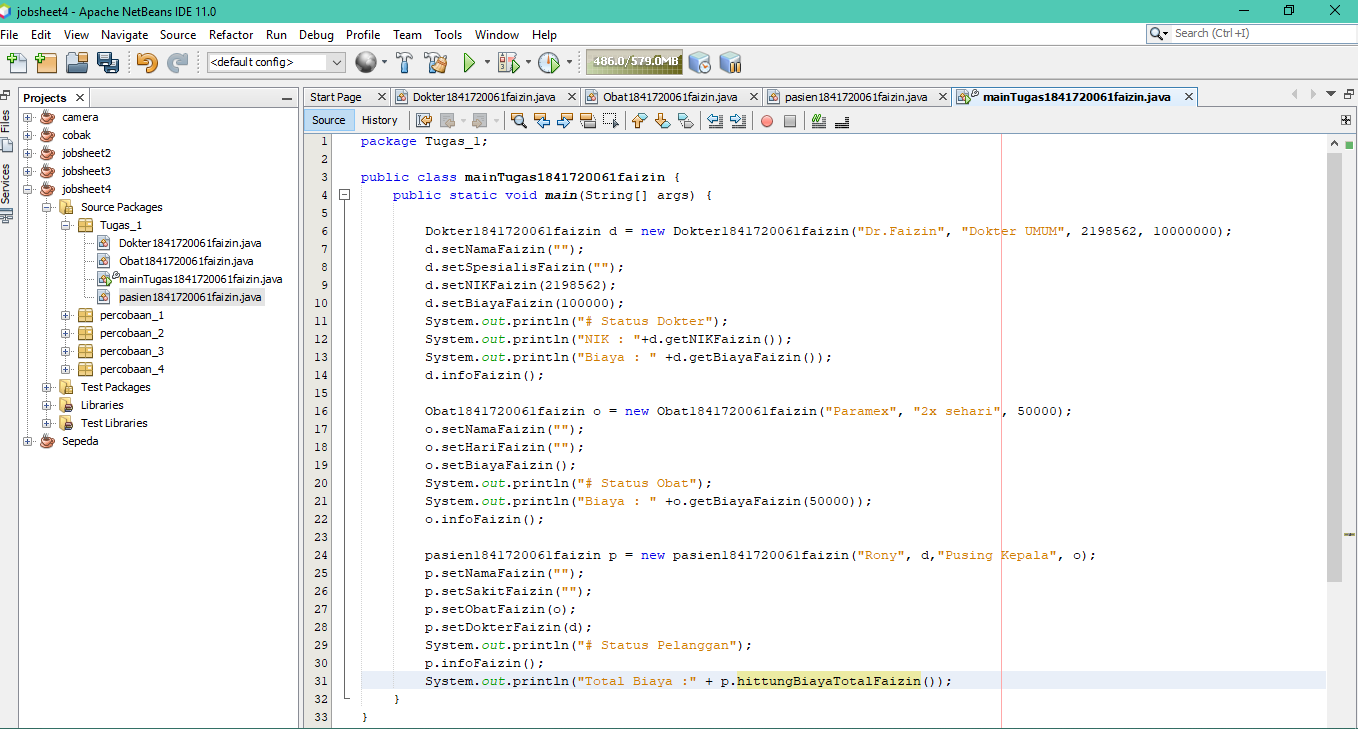 jobsheet4 - Apache NetBeans IDE 11.0
File Edit View Navigate Source Refactor Run Debug Profile Team Tools Window Help
Search (Ctrl+I)
<default config>
486.0/579.0MB
Projects
Files
Services
camera
cobak
jobsheet2
jobsheet3
jobsheet4
Source Packages
Tugas_1
Dokter1841720061faizin.java
Obat1841720061faizin.java
mainTugas1841720061faizin.java
pasien1841720061faizin.java
percobaan_1
percobaan_2
percobaan_3
percobaan_4
Test Packages
Libraries
Test Libraries
Sepeda
Start Page Dokter1841720061faizin.java Obat1841720061faizin.java pasien1841720061faizin.java mainTugas1841720061faizin.java
Source History
1 package Tugas_1;
2
3 public class mainTugas1841720061faizin {
4 public static void main(String[] args) {
5
6 Dokter1841720061faizin d = new Dokter1841720061faizin("Dr.Faizin", "Dokter UMUM", 2198562, 10000000);
7 d.setNamaFaizin("");
8 d.setSpesialisFaizin("");
9 d.setNIKFaizin(2198562);
10 d.setBiayaFaizin(100000);
11 System.out.println("# Status Dokter");
12 System.out.println("NIK : "+d.getNIKFaizin());
13 System.out.println("Biaya : " +d.getBiayaFaizin());
14 d.infoFaizin();
15
16 Obat1841720061faizin o = new Obat1841720061faizin("Paramex", "2x sehari", 50000);
17 o.setNamaFaizin("");
18 o.setHariFaizin("");
19 o.setBiayaFaizin();
20 System.out.println("# Status Obat");
21 System.out.println("Biaya : " +o.getBiayaFaizin(50000));
22 o.infoFaizin();
23
24 pasien1841720061faizin p = new pasien1841720061faizin("Rony", d,"Pusing Kepala", o);
25 p.setNamaFaizin("");
26 p.setSakitFaizin("");
27 p.setObatFaizin(o);
28 p.setDokterFaizin(d);
29 System.out.println("# Status Pelanggan");
30 p.infoFaizin();
31 System.out.println("Total Biaya :" + p.hittungBiayaTotalFaizin());
32 }
33 }